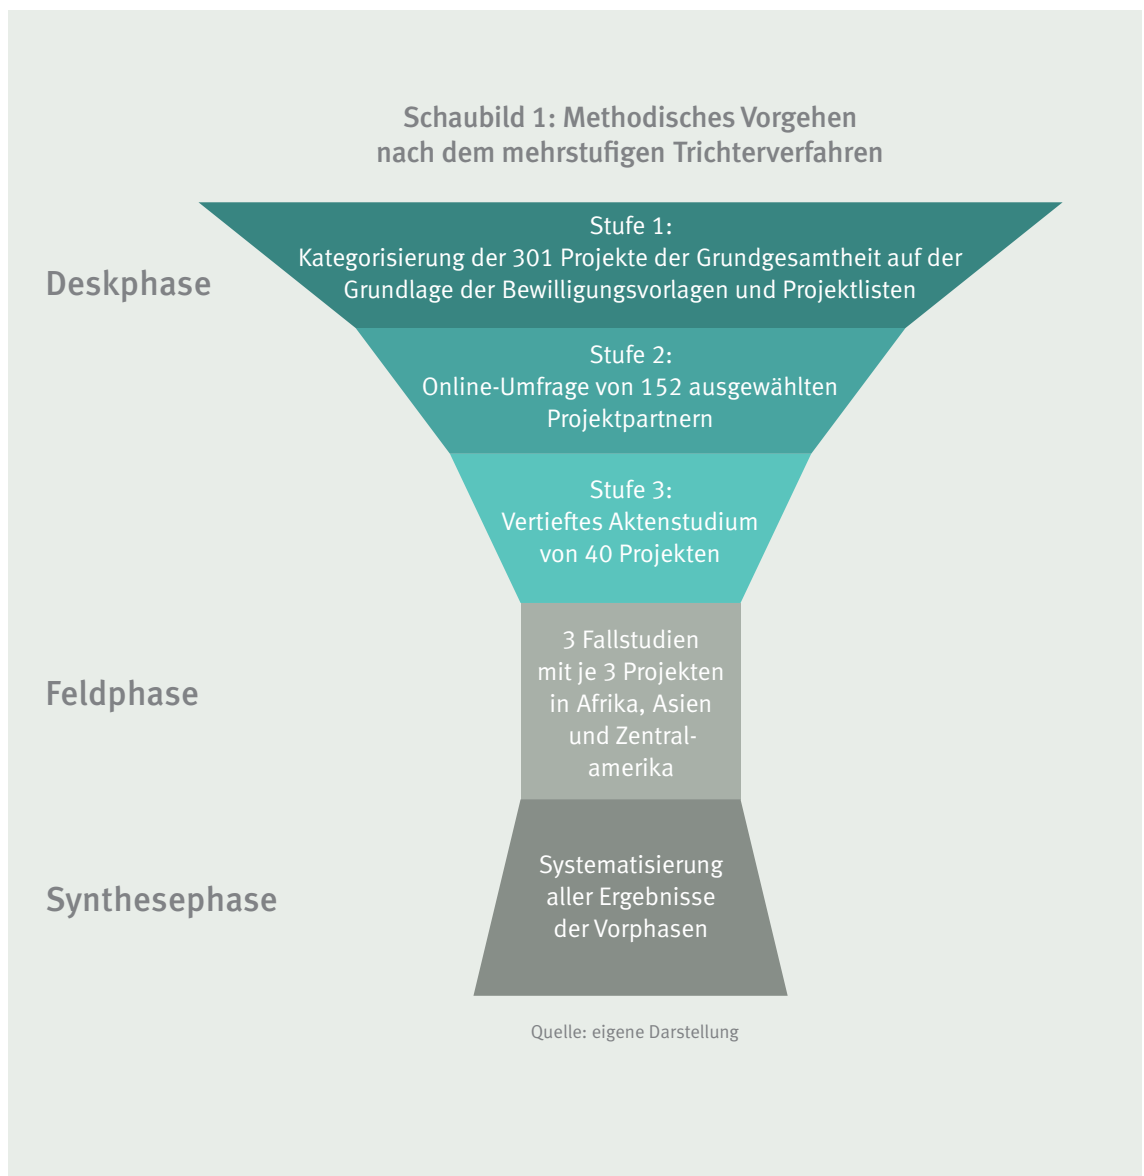 Schaubild 1: Methodisches Vorgehen
nach dem mehrstufigen Trichterverfahren
Deskphase
Stufe 1:
Kategorisierung der 301 Projekte der Grundgesamtheit auf der
Grundlage der Bewilligungsvorlagen und Projektlisten
Stufe 2:
Online-Umfrage von 152 ausgewählten
Projektpartnern
Stufe 3:
Vertieftes Aktenstudium
von 40 Projekten
Feldphase
3 Fallstudien
mit je 3 Projekten
in Afrika, Asien
und Zentral-
amerika
Synthesephase
Systematisierung
aller Ergebnisse
der Vorphasen
Quelle: eigene Darstellung